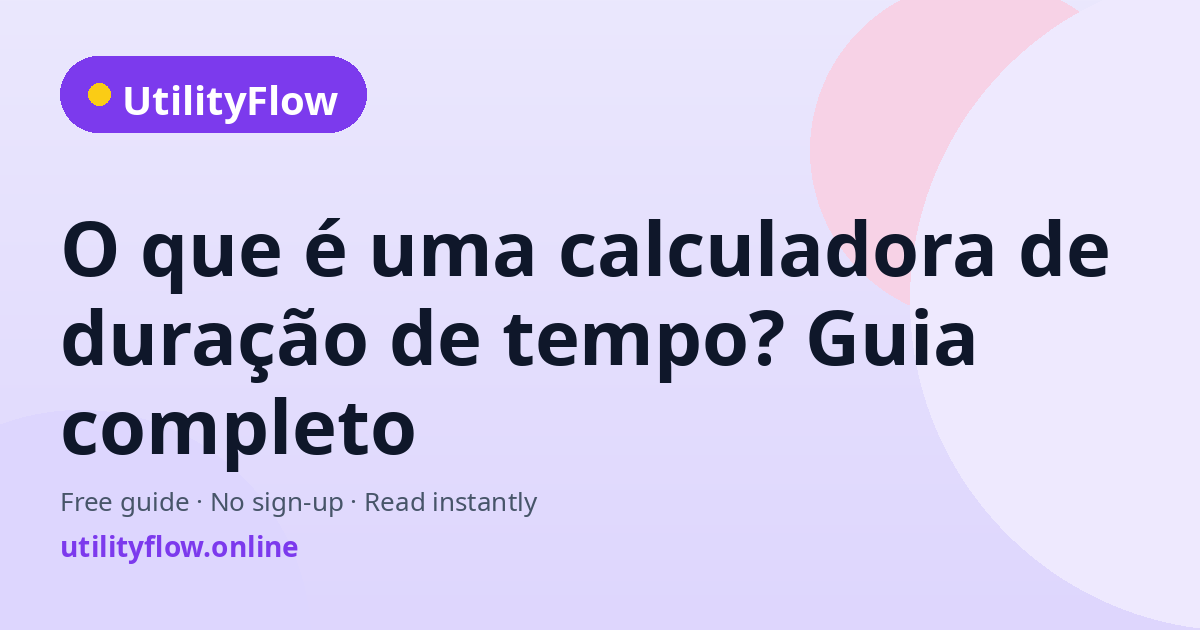 UtilityFlow
O que é uma calculadora de
duração de tempo? Guia
completo
Free guide · No sign-up · Read instantly
utilityflow.online